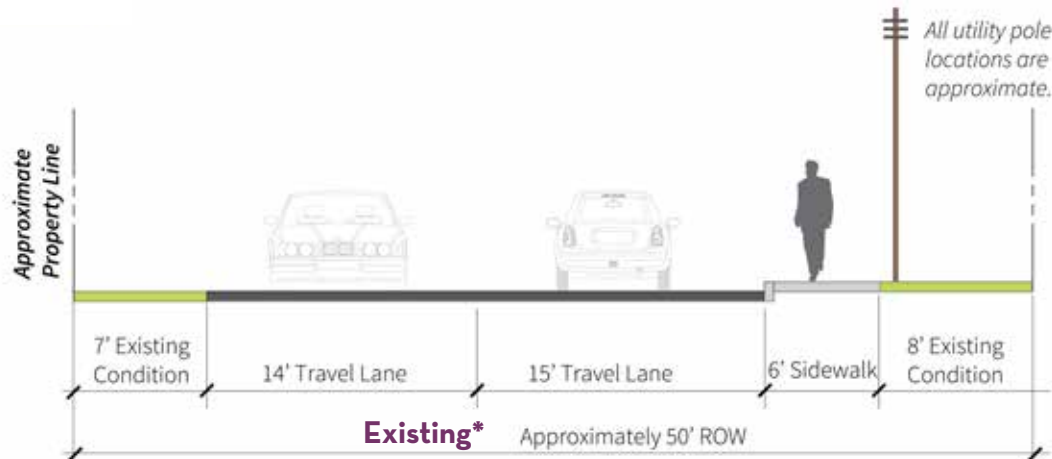 All utility pole
locations are
approximate.
Approximate
Property Line
7’ Existing
Condition
14’ Travel Lane
15’ Travel Lane
6’ Sidewalk
8’ Existing
Condition
Existing*
Approximately 50’ ROW